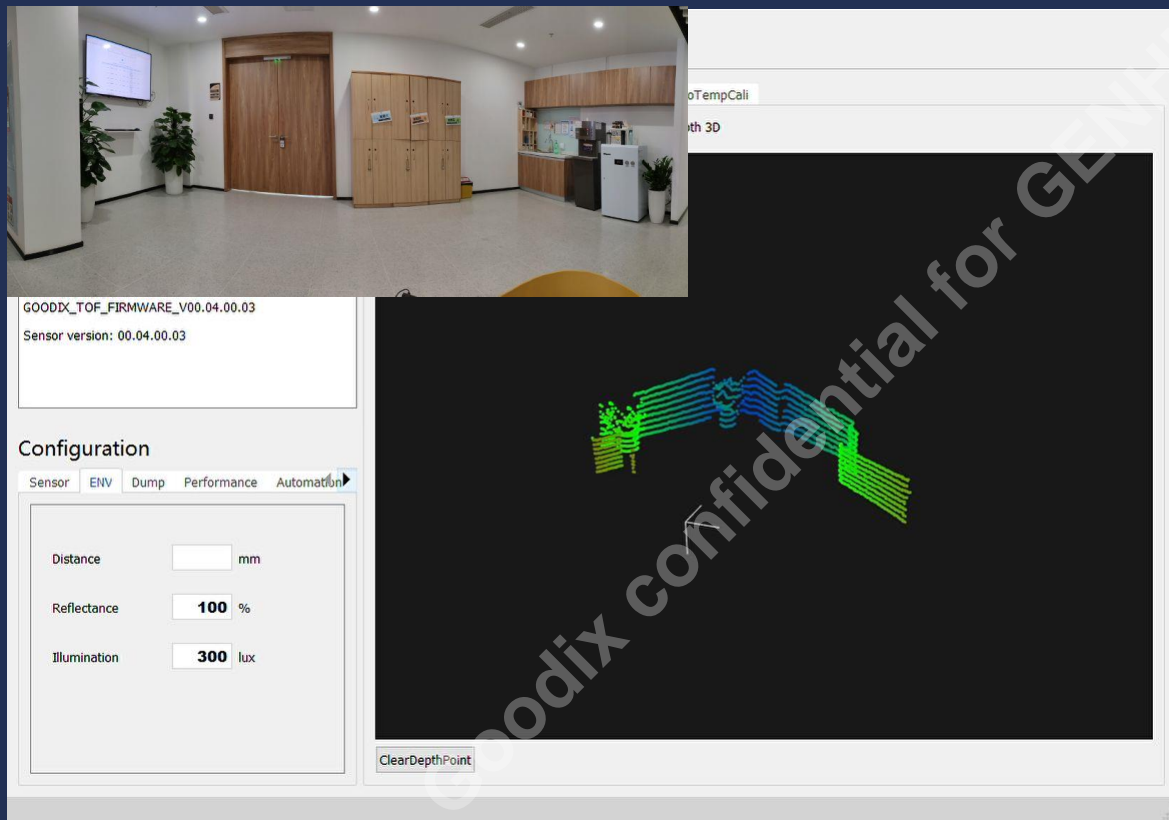 oTempCali
th 3D
GOODIX_TOF_FIRMWARE_V00.04.00.03
Sensor version: 00.04.00.03
Configuration
Sensor ENV Dump Performance Automation
Distance mm
Reflectance 100 %
Illumination 300 lux
ClearDepthPoint
Goodix confidential for GENH